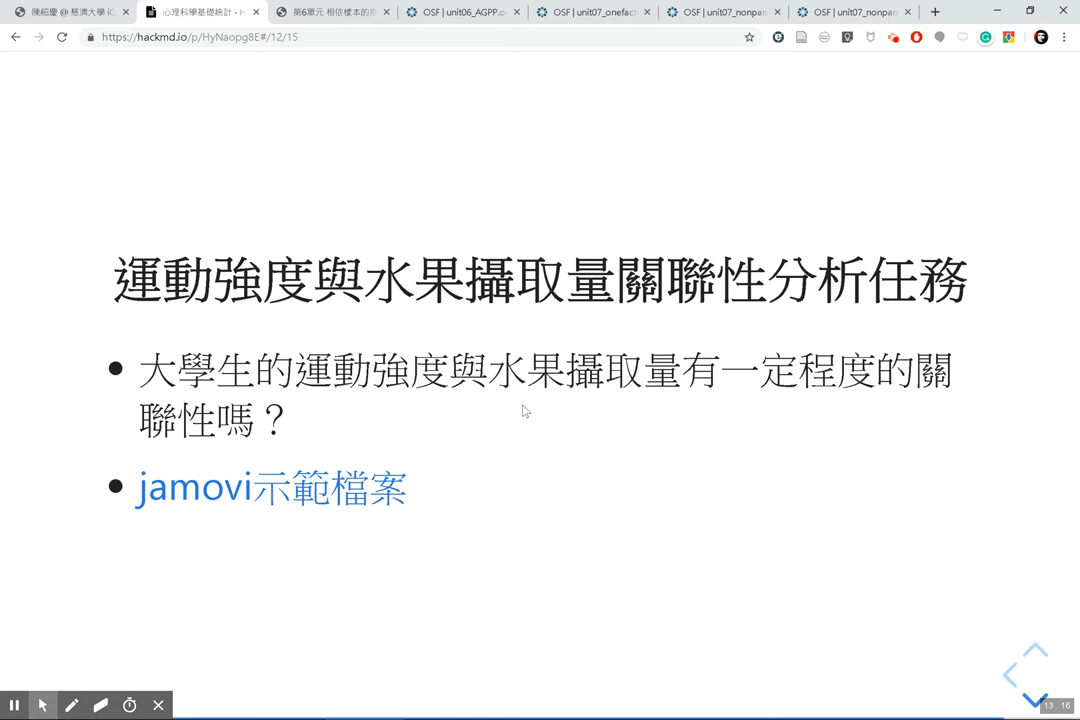 陳紹慶 @ 慈濟大學 iC
心理科學基礎統計 - H
第6單元 相依樣本的推
OSF | unit06_AGPP.o
OSF | unit07_onefact
OSF | unit07_nonpar
OSF | unit07_nonpar
https://hackmd.io/p/HyNaopg8E#/12/15
運動強度與水果攝取量關聯性分析任務
大學生的運動強度與水果攝取量有一定程度的關
聯性嗎？
jamovi示範檔案
13 . 16